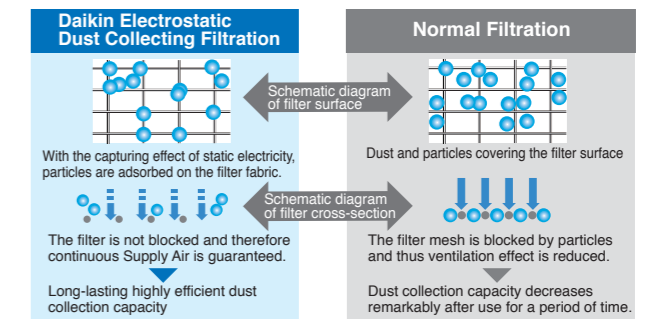 Daikin Electrostatic
Dust Collecting Filtration
Normal Filtration
Schematic diagram
of filter surface
With the capturing effect of static electricity,
particles are adsorbed on the filter fabric.
Dust and particles covering the filter surface
Schematic diagram
of filter cross-section
The filter is not blocked and therefore
continuous Supply Air is guaranteed.
The filter mesh is blocked by particles
and thus ventilation effect is reduced.
Long-lasting highly efficient dust
collection capacity
Dust collection capacity decreases
remarkably after use for a period of time.